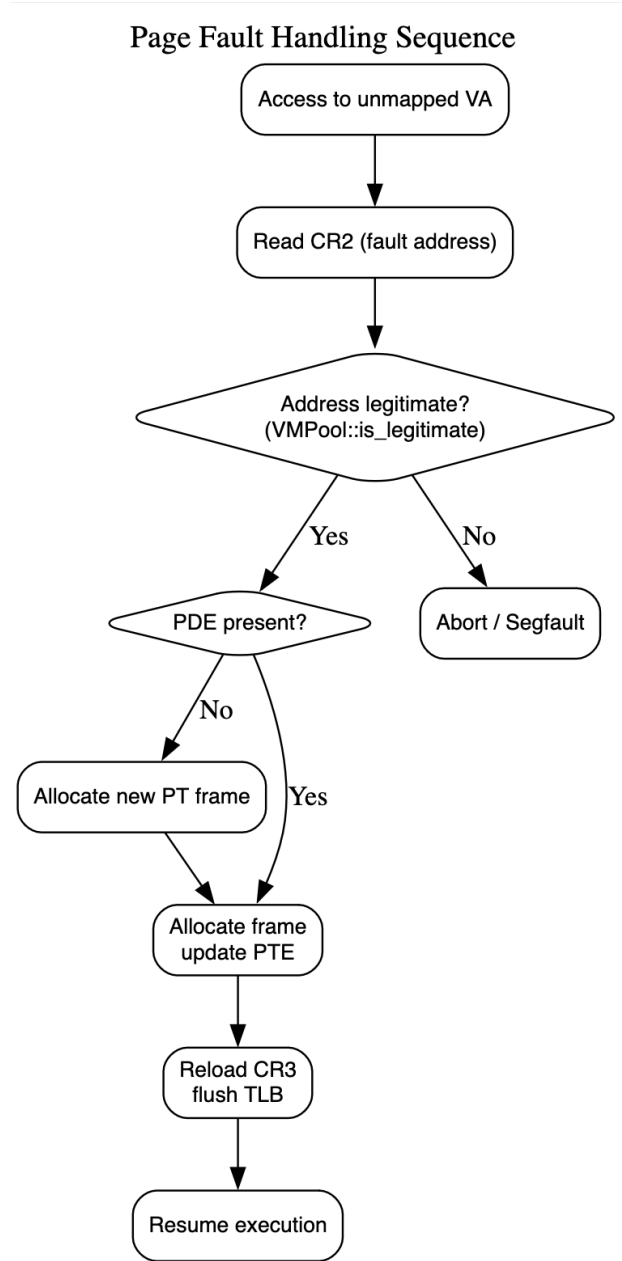 Page Fault Handling Sequence
Access to unmapped VA
Read CR2 (fault address)
Address legitimate?
(VMPool::is_legitimate)
Yes
No
PDE present?
Abort / Segfault
No
Allocate new PT frame
Yes
Allocate frame
update PTE
Reload CR3
flush TLB
Resume execution